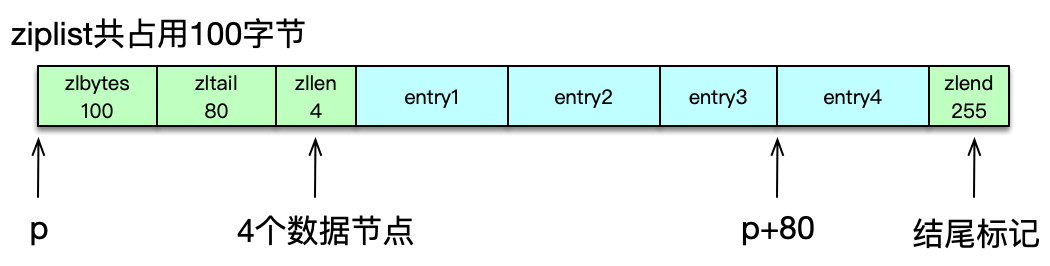 ziplist共占用100字节
zlbytes zltail zllen entry1 entry2 entry3 entry4 zlend
100 80 4 255
p 4个数据节点 p+80 结尾标记